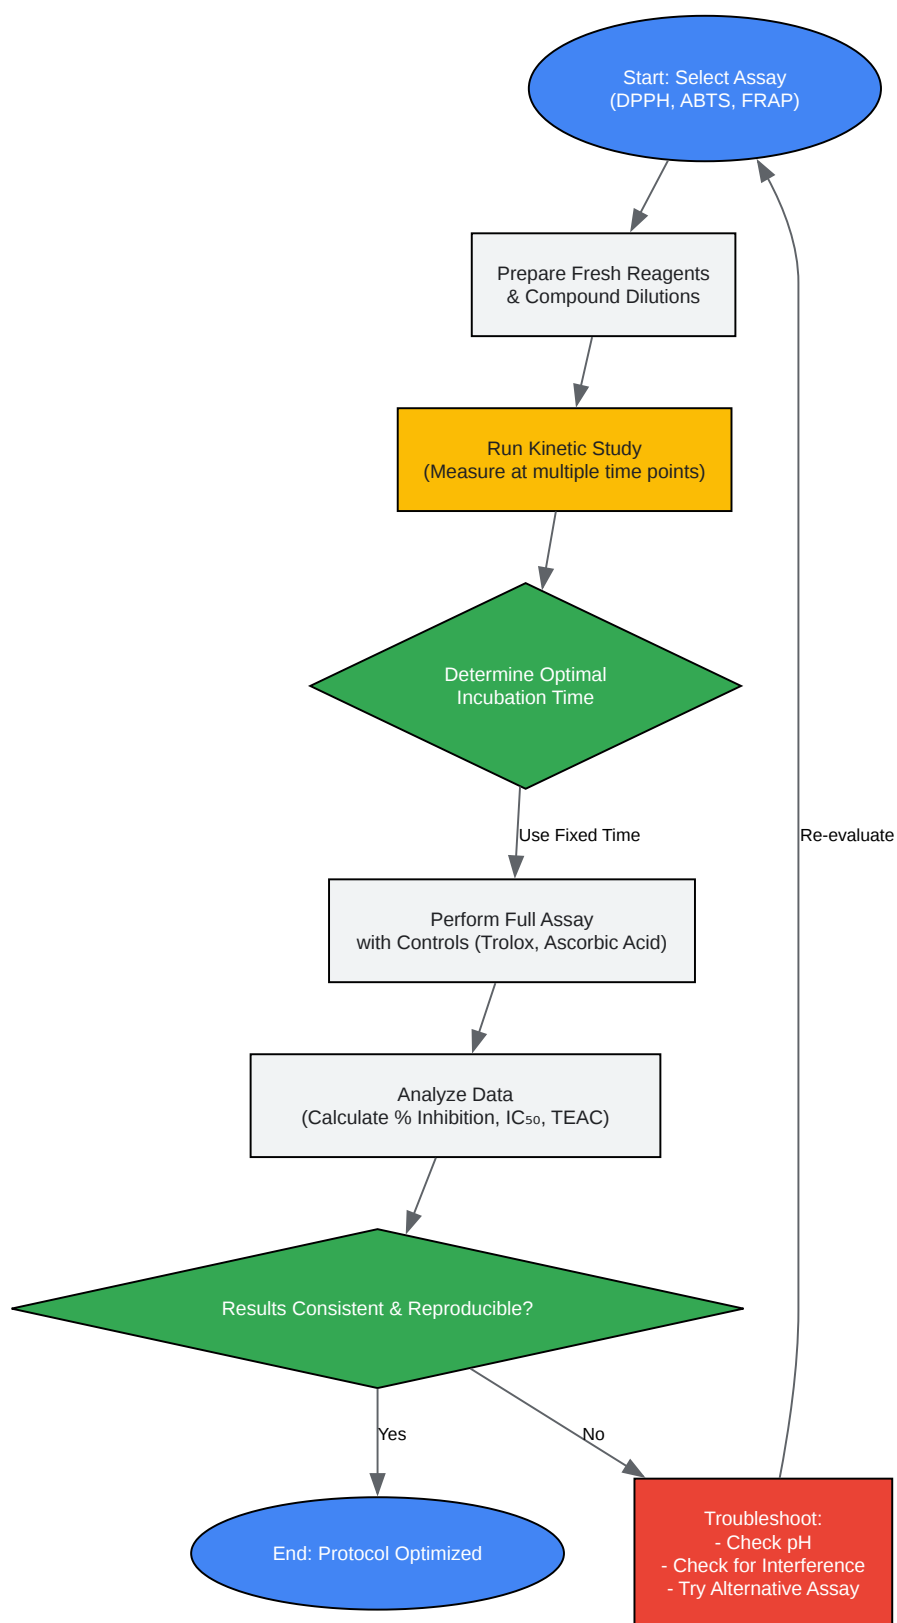 Start: Select Assay
(DPPH, ABTS, FRAP)
Prepare Fresh Reagents
& Compound Dilutions
Run Kinetic Study
(Measure at multiple time points)
Determine Optimal
Incubation Time
Use Fixed Time
Re-evaluate
Perform Full Assay
with Controls (Trolox, Ascorbic Acid)
Analyze Data
(Calculate % Inhibition, IC₅₀, TEAC)
Results Consistent & Reproducible?
Yes
No
End: Protocol Optimized
Troubleshoot:
- Check pH
- Check for Interference
- Try Alternative Assay